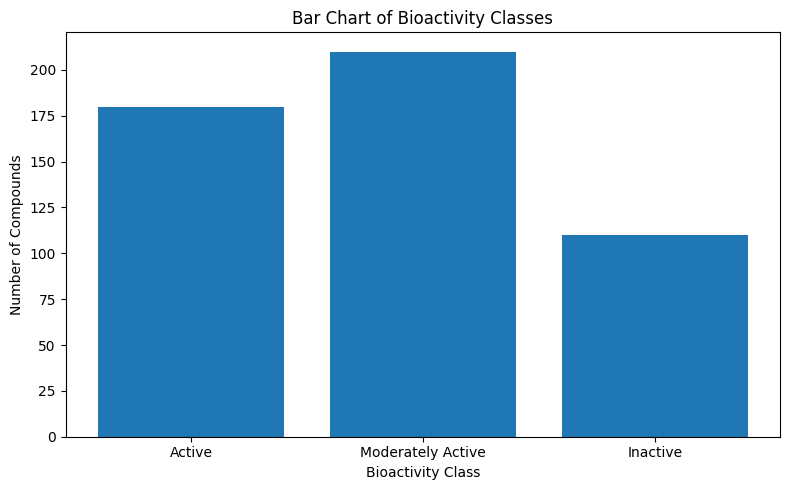 Bar Chart of Bioactivity Classes
Number of Compounds
200
175
150
125
100
75
50
25
0
Active Moderately Active Inactive
Bioactivity Class